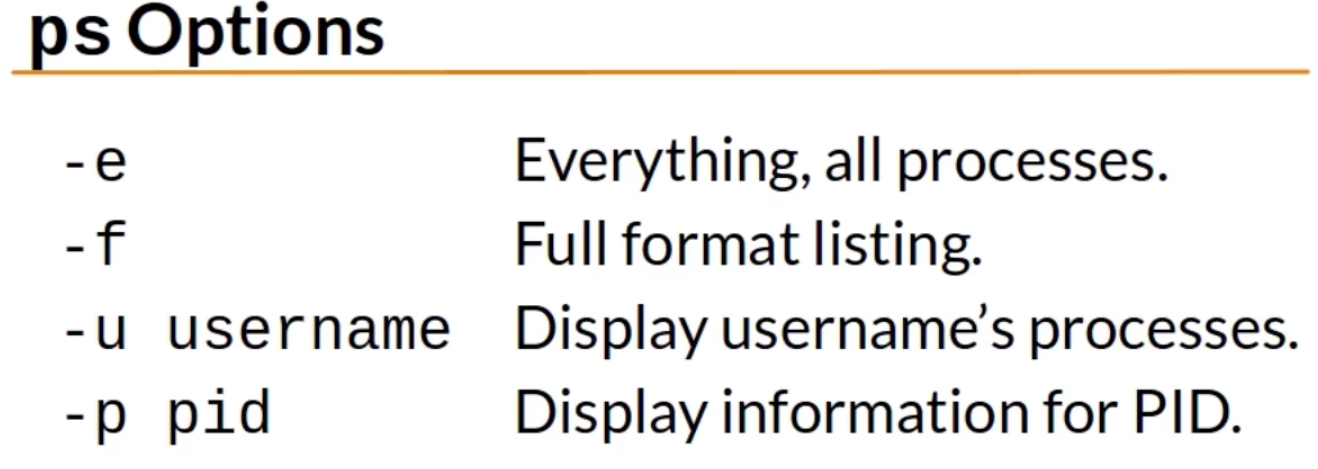 ps Options
-e Everything, all processes.
-f Full format listing.
-u username Display username’s processes.
-p pid Display information for PID.